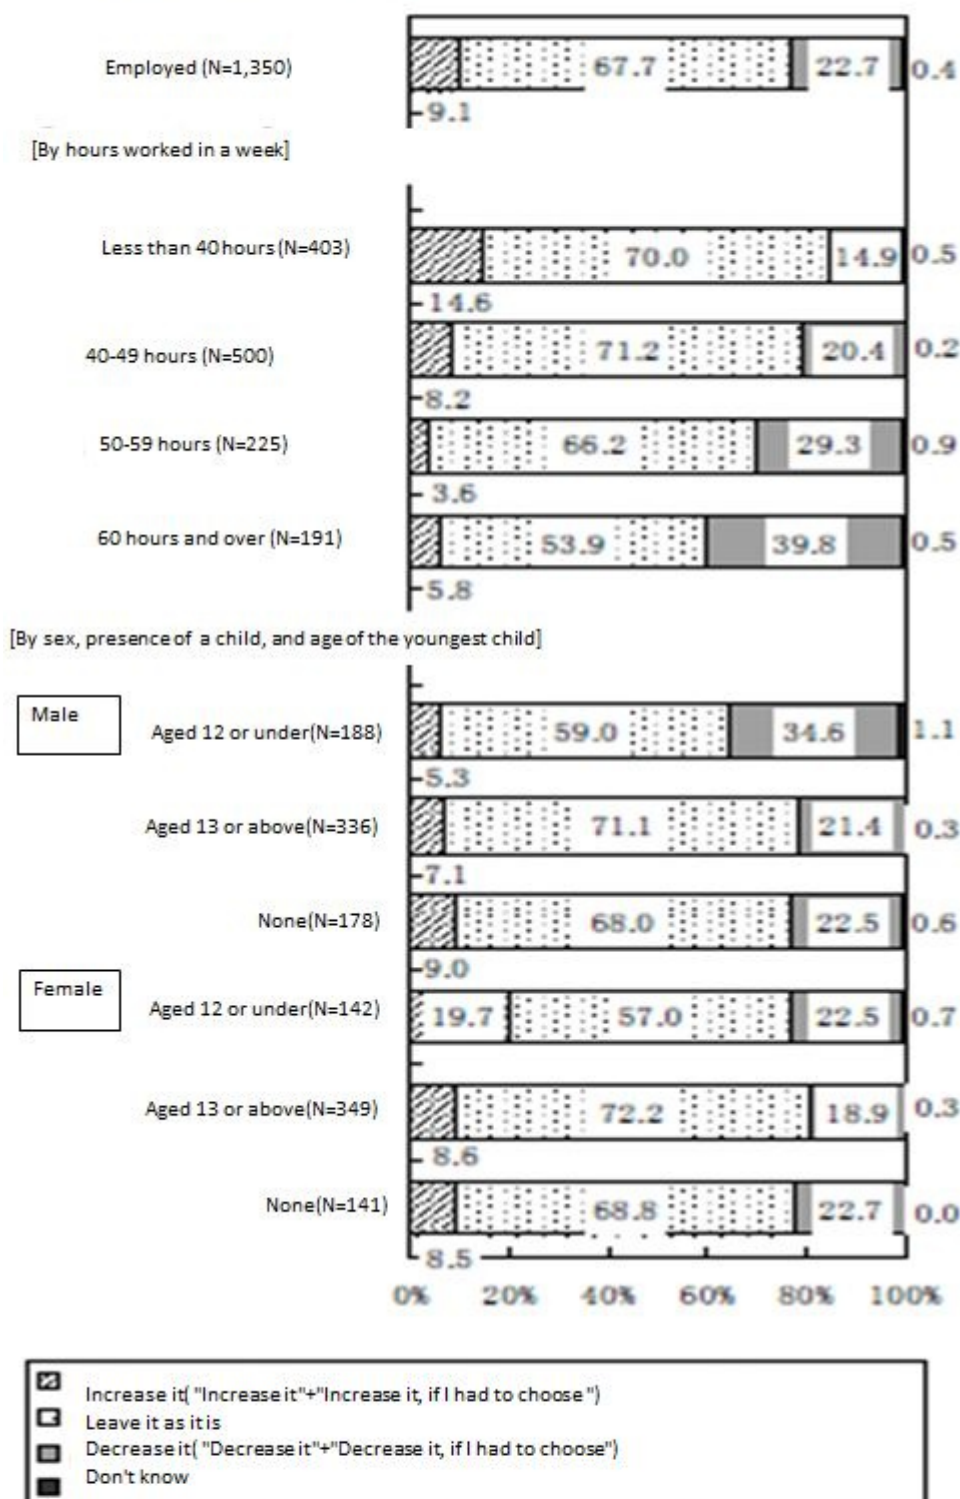 Employed (N=1,350) 67.7 22.7 0.4
9.1
[By hours worked in a week]
Less than 40 hours (N=403) 70.0 14.9 0.5
14.6
40-49 hours (N=500) 71.2 20.4 0.2
8.2
50-59 hours (N=225) 66.2 29.3 0.9
3.6
60 hours and over (N=191) 53.9 39.8 0.5
5.8
[By sex, presence of a child, and age of the youngest child]
Male
Aged 12 or under(N=188) 59.0 34.6 1.1
5.3
Aged 13 or above(N=336) 71.1 21.4 0.3
7.1
None(N=178) 68.0 22.5 0.6
9.0
Female
Aged 12 or under(N=142) 19.7 57.0 22.5 0.7
Aged 13 or above(N=349) 72.2 18.9 0.3
8.6
None(N=141) 68.8 22.7 0.0
8.5
0% 20% 40% 60% 80% 100%
Increase it( "Increase it"+"Increase it, if I had to choose")
Leave it as it is
Decrease it( "Decrease it"+"Decrease it, if I had to choose")
Don't know